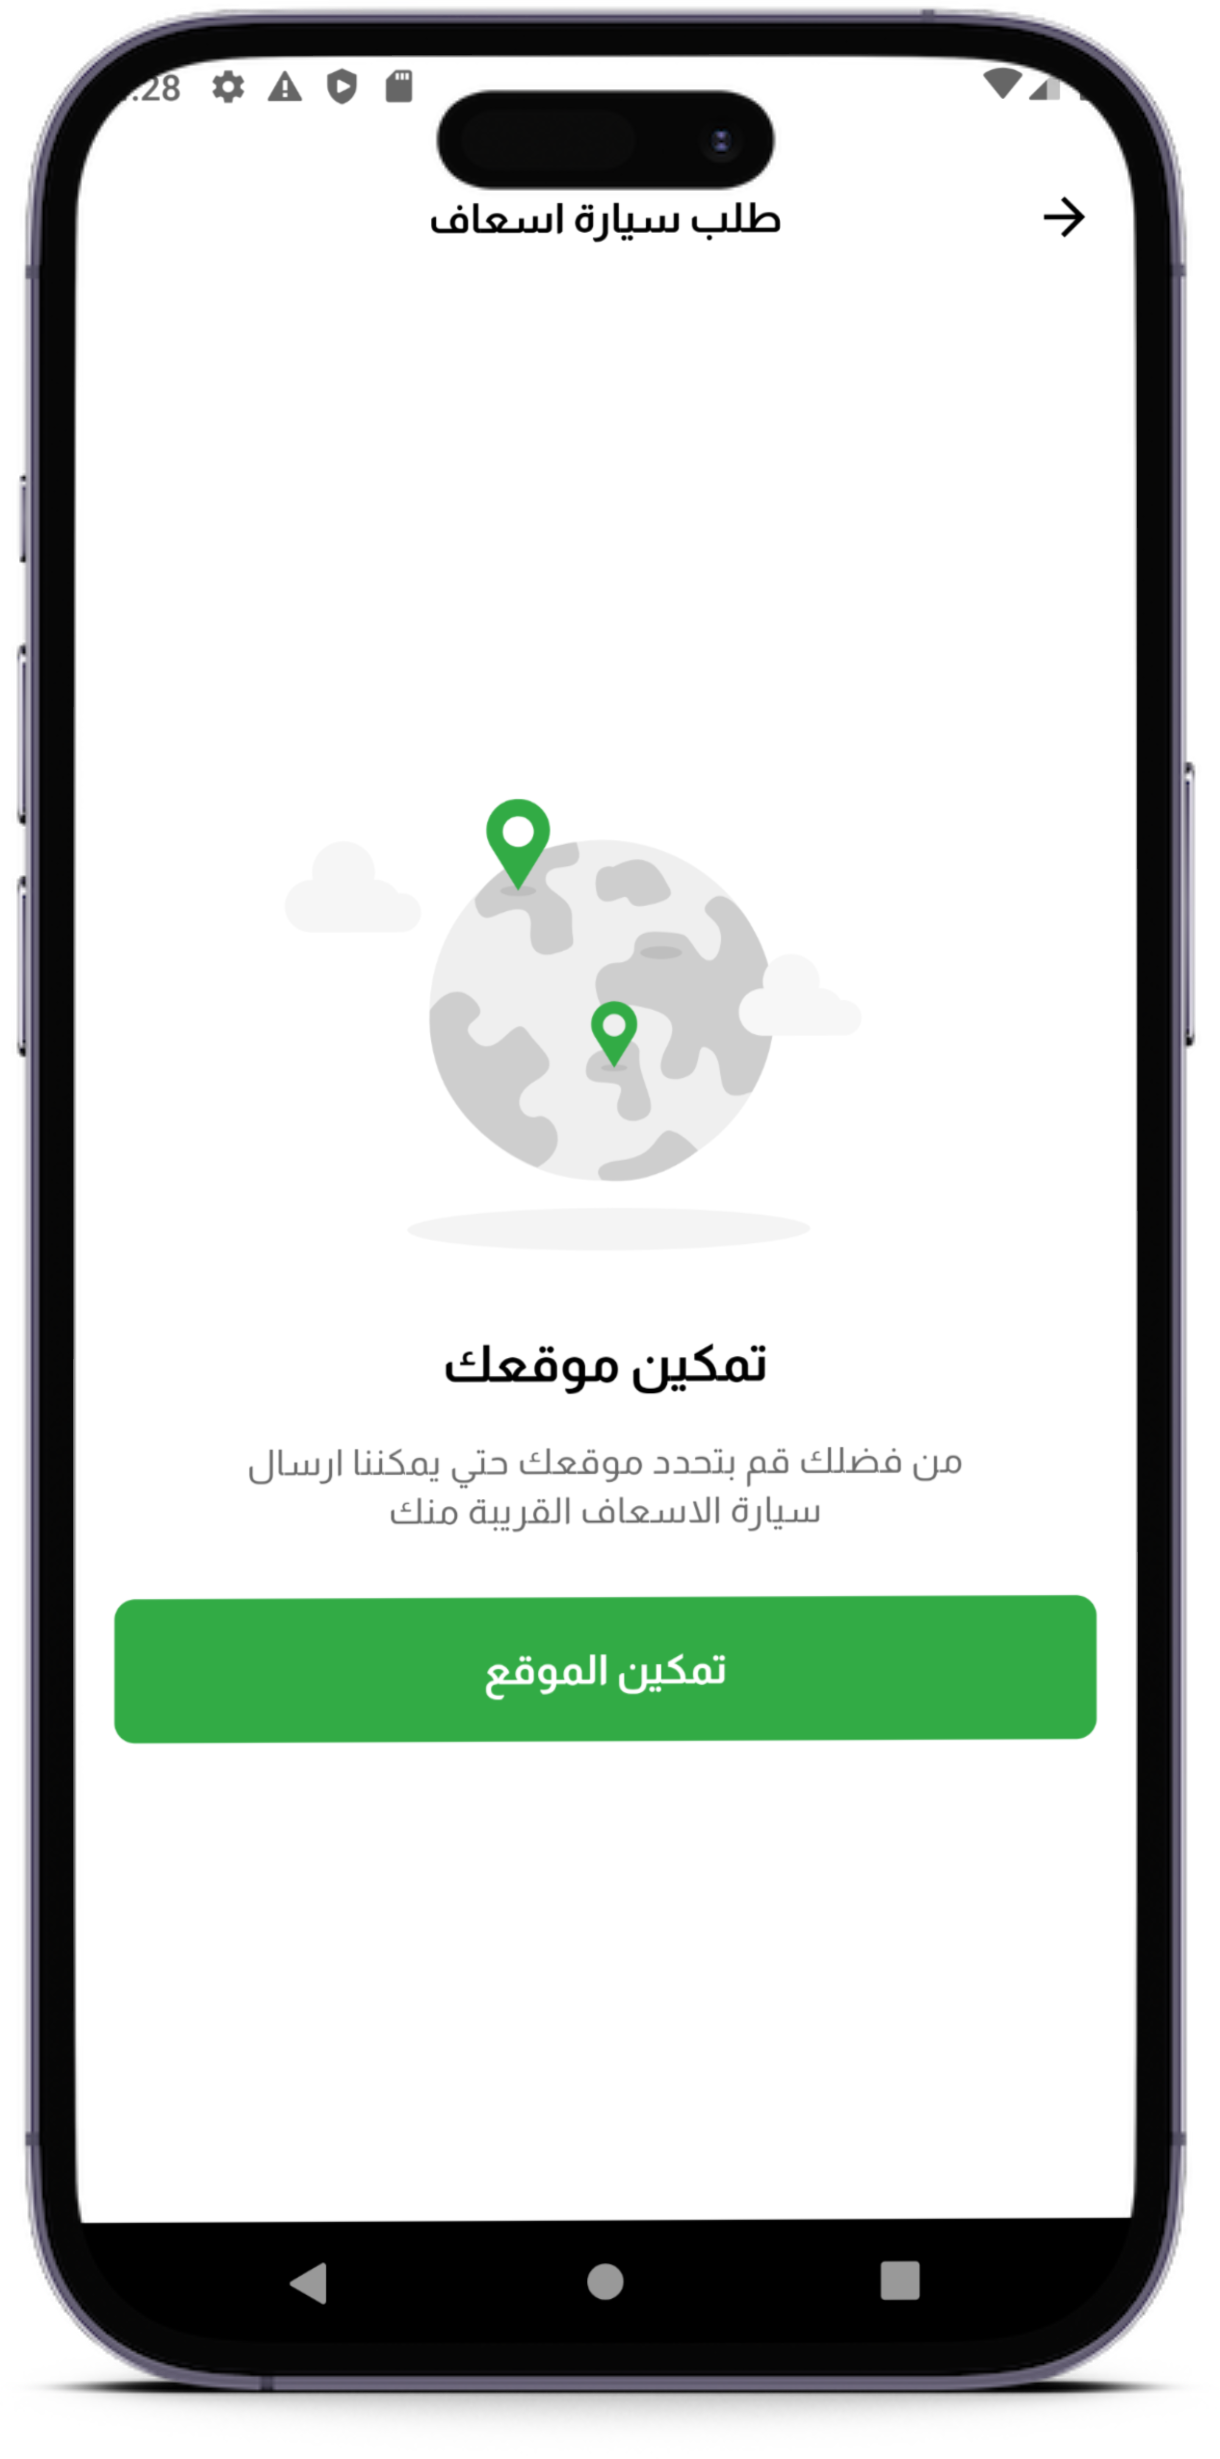 :28
طلب سيارة اسعاف
تمكين موقعك
من فضلك قم بتحدد موقعك حتي يمكننا ارسال
سيارة الاسعاف القريبة منك
تمكين الموقع